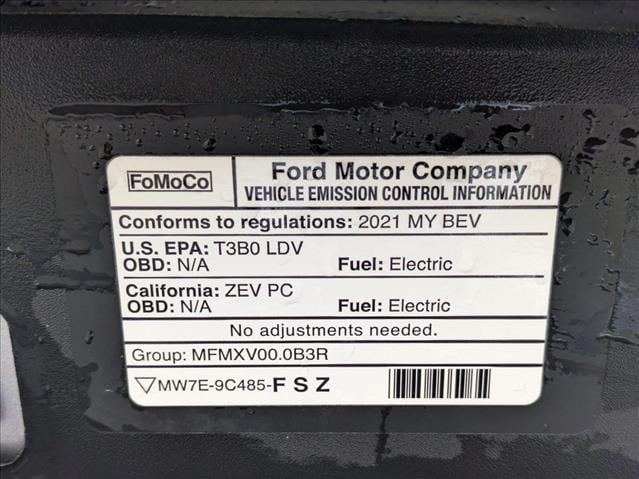 FoMoCo
Ford Motor Company
VEHICLE EMISSION CONTROL INFORMATION
Conforms to regulations: 2021 MY BEV
U.S. EPA: T3B0 LDV
OBD: N/A Fuel: Electric
California: ZEV PC
OBD: N/A Fuel: Electric
No adjustments needed.
Group: MFMXV00.0B3R
MW7E-9C485-F S Z